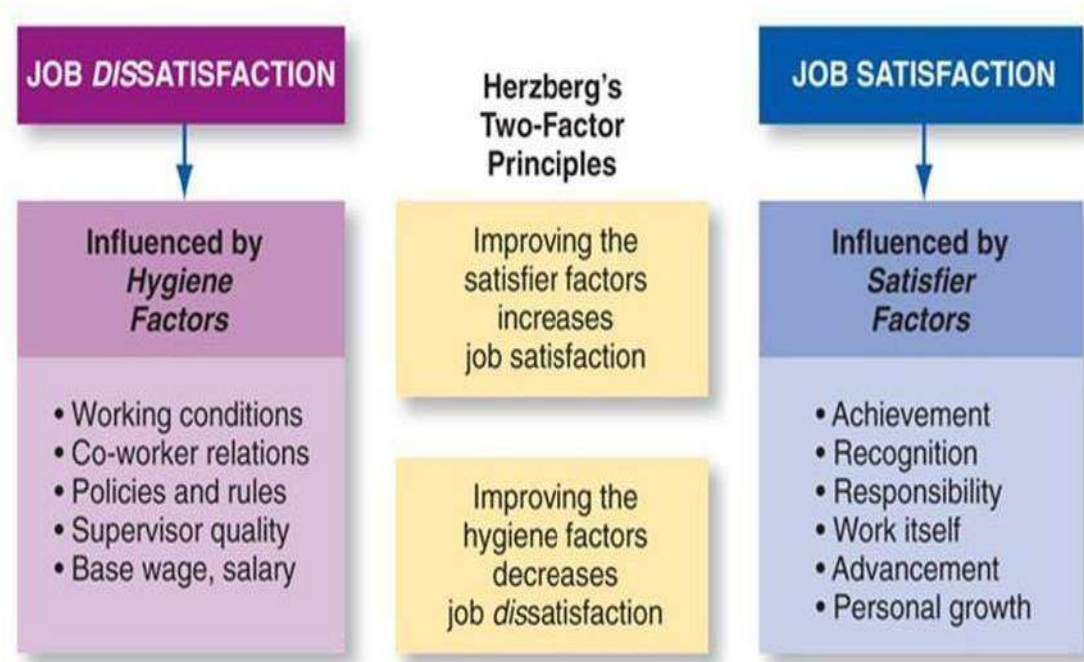 JOB DISSATISFACTION
Influenced by
Hygiene
Factors
• Working conditions
• Co-worker relations
• Policies and rules
• Supervisor quality
• Base wage, salary
Herzberg's
Two-Factor
Principles
Improving the
satisfier factors
increases
job satisfaction
Improving the
hygiene factors
decreases
job dissatisfaction
JOB SATISFACTION
Influenced by
Satisfier
Factors
• Achievement
• Recognition
• Responsibility
• Work itself
• Advancement
• Personal growth